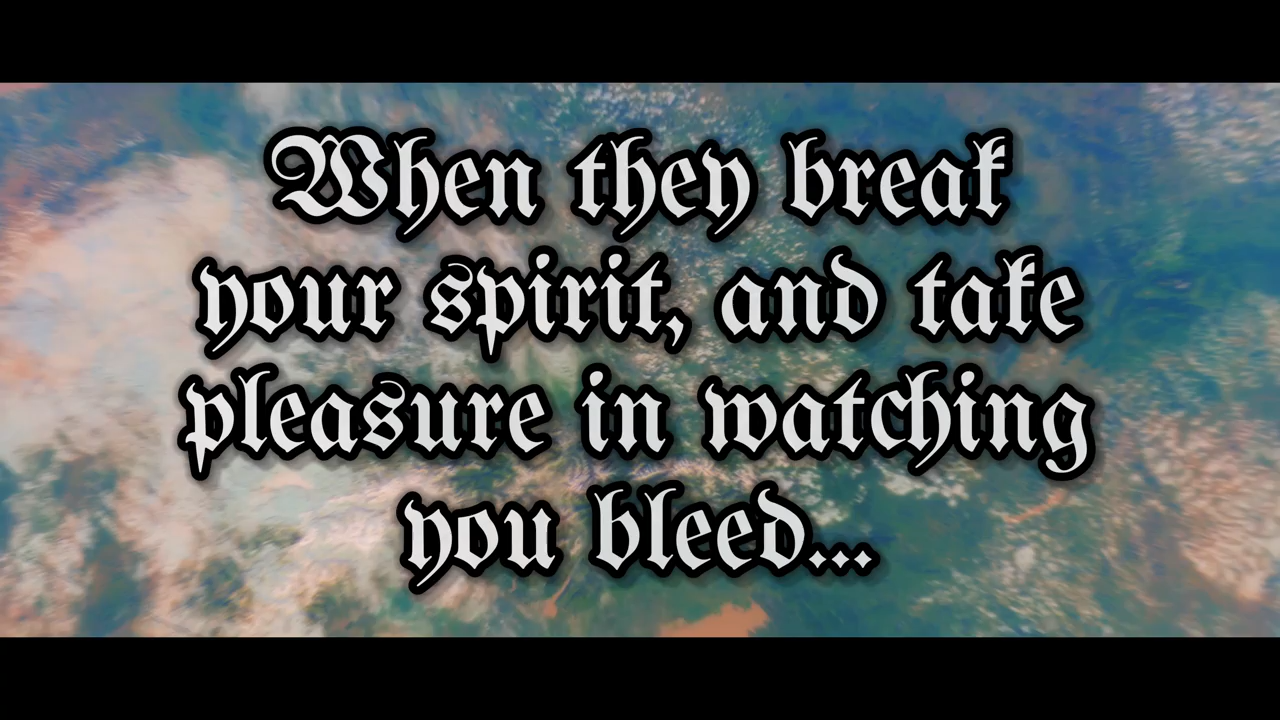 When they break
your spirit, and take
pleasure in watching
you bleed...